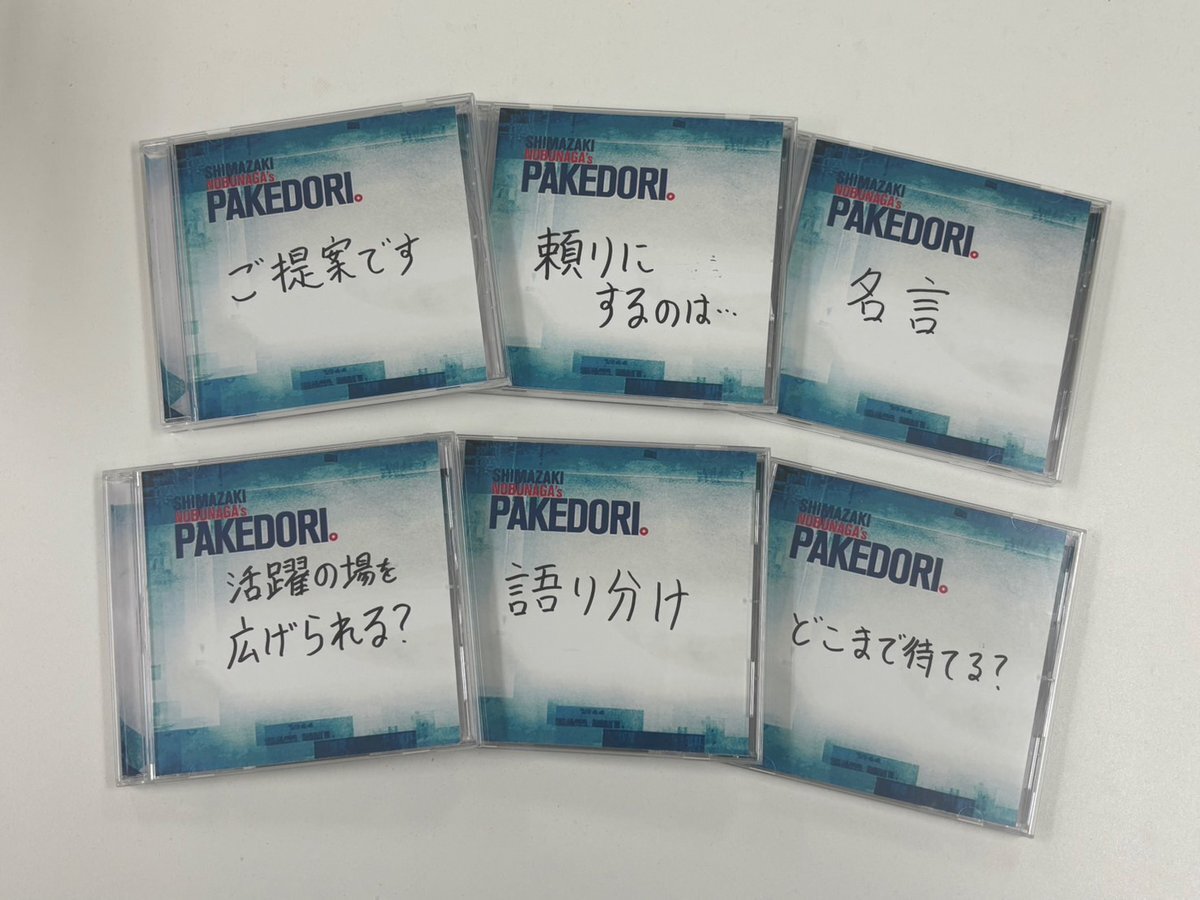 SHIMAZAKI
NOBUNAGA's
PAKEDORI。
ご提案です
SHIMAZAKI
NOBUNAGA's
PAKEDORI。
頼りに
するのは…
SHIMAZAKI
NOBUNAGA's
PAKEDORI。
名言
SHIMAZAKI
NOBUNAGA's
PAKEDORI。
活躍の場を
広げられる?
SHIMAZAKI
NOBUNAGA's
PAKEDORI。
語り分け
SHIMAZAKI
NOBUNAGA's
PAKEDORI。
どこまで待てる?